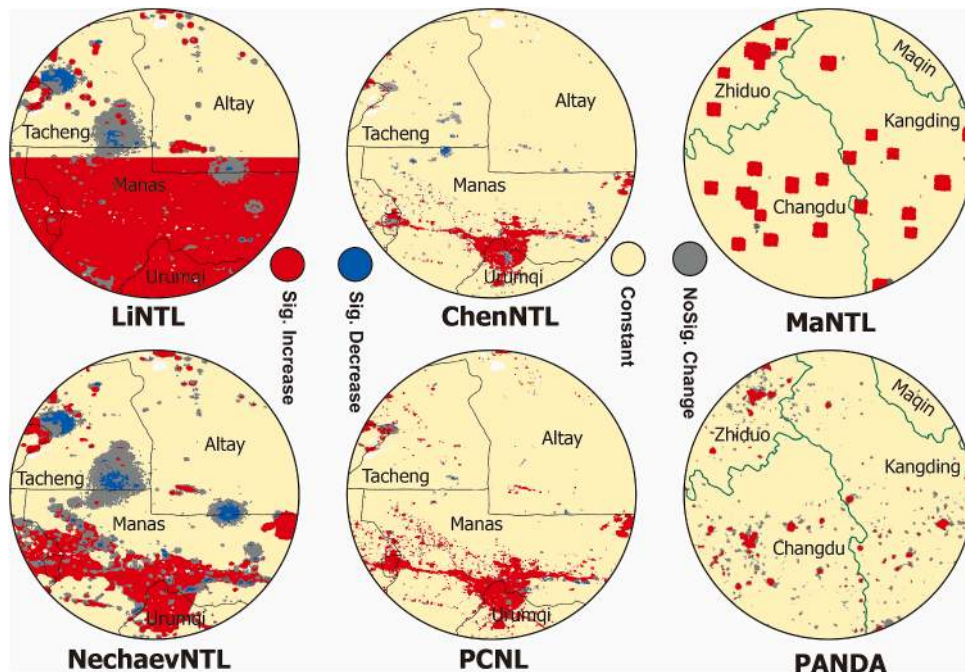 Altay
Tacheng
Manas
Urumqi
LiNTL
Altay
Tacheng
Manas
Urumqi
ChenNTL
Maqin
Zhiduo
Kangding
Changdu
MaNTL
Sig. Increase
Sig. Decrease
Constant
NoSig. Change
Altay
Tacheng
Manas
Urumqi
NechaevNTL
Altay
Tacheng
Manas
Urumqi
PCNL
Maqin
Zhiduo
Kangding
Changdu
PANDA